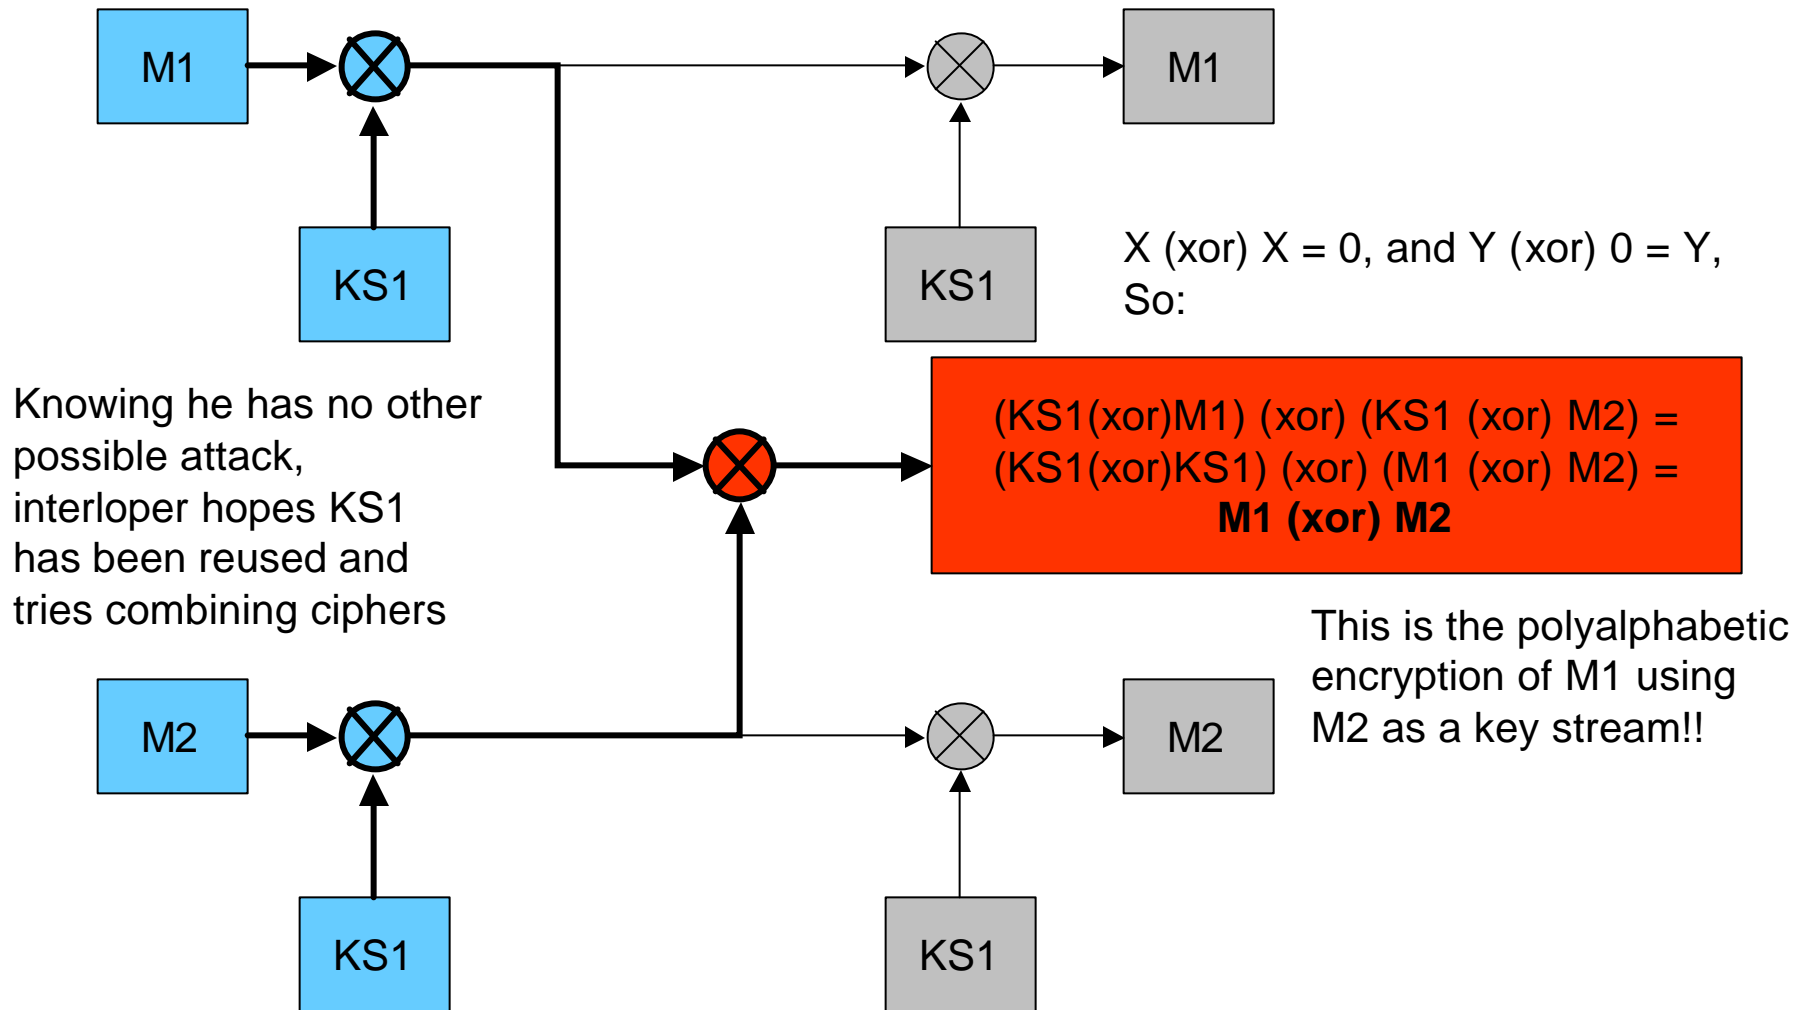 M1
M1
KS1
KS1
X (xor) X = 0, and Y (xor) 0 = Y,
So:
Knowing he has no other
possible attack,
interloper hopes KS1
has been reused and
tries combining ciphers
(KS1(xor)M1) (xor) (KS1 (xor) M2) =
(KS1(xor)KS1) (xor) (M1 (xor) M2) =
M1 (xor) M2
This is the polyalphabetic
encryption of M1 using
M2 as a key stream!!
M2
M2
KS1
KS1